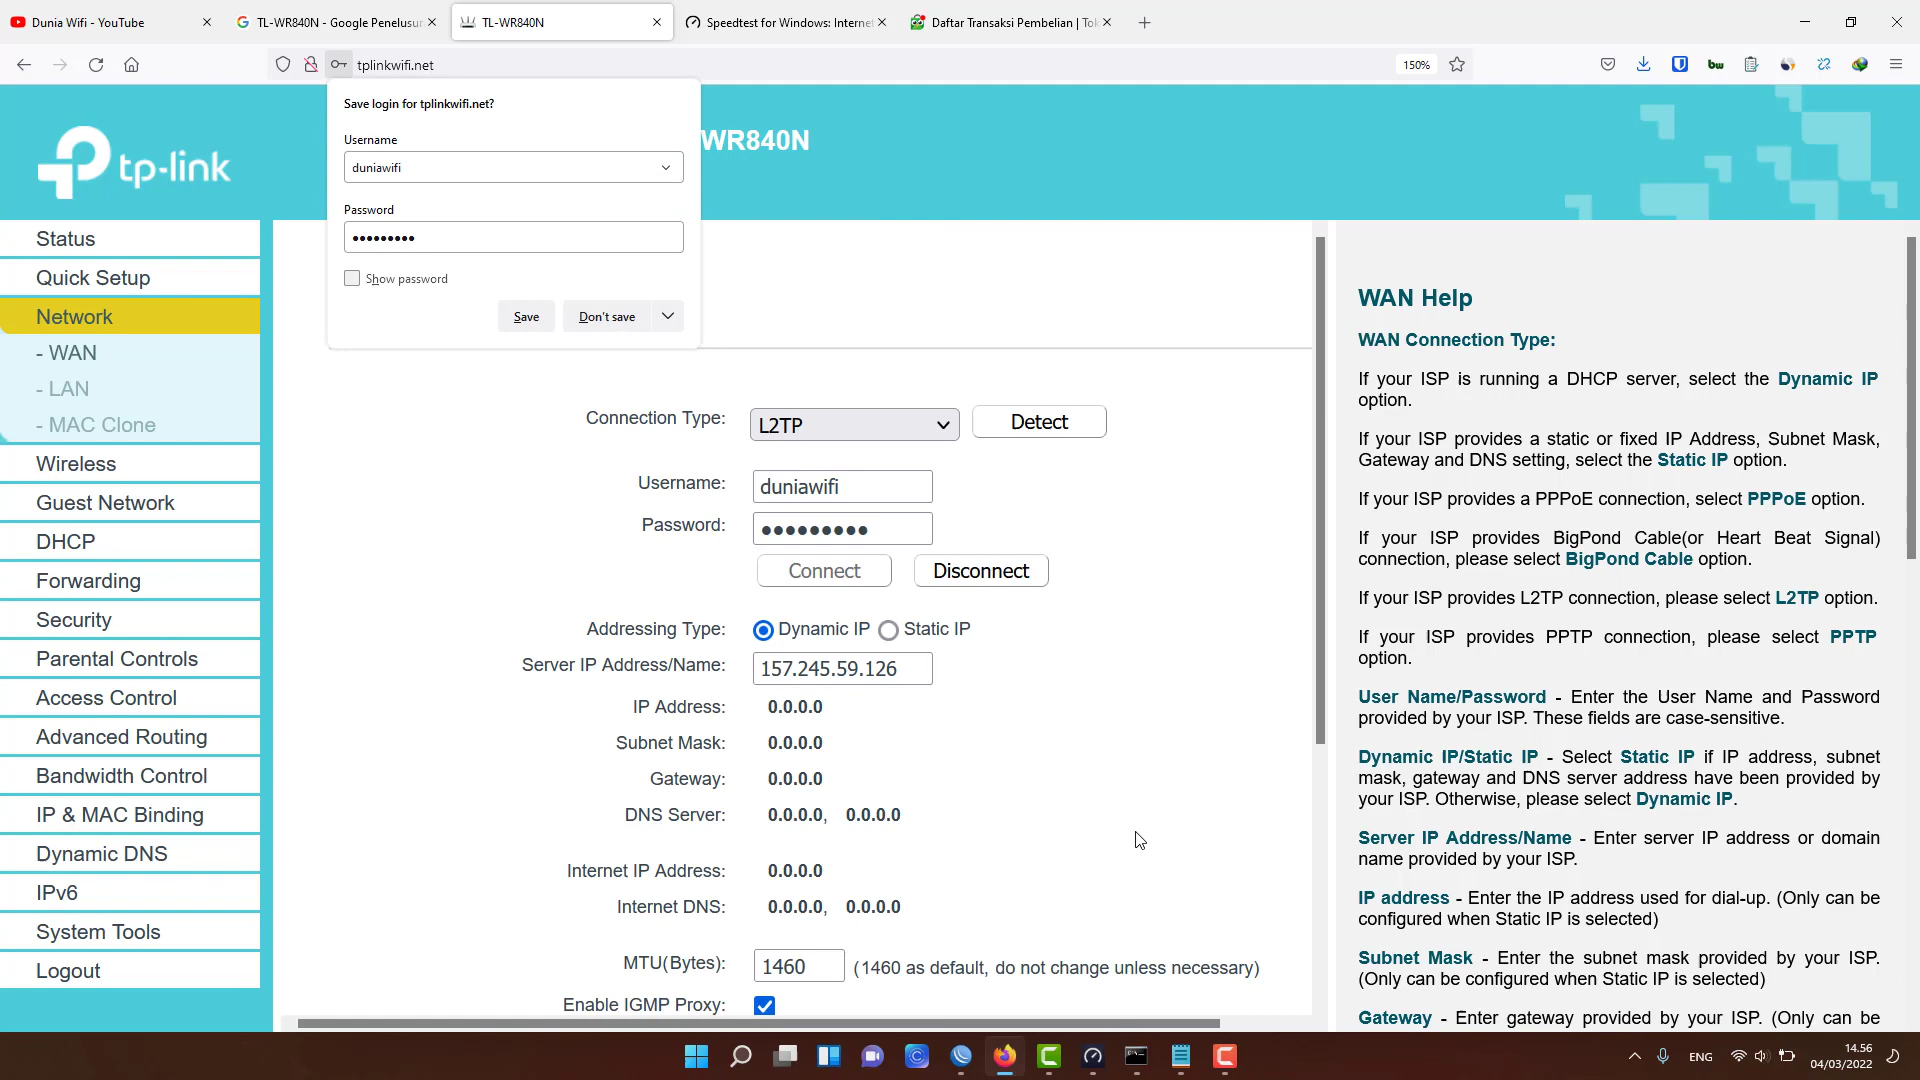 Dunia Wifi - YouTube
TL-WR840N - Google Penelusur
TL-WR840N
Speedtest for Windows: Internet
Daftar Transaksi Pembelian | Tok
tplinkwifi.net
150%
bw
Save login for tplinkwifi.net?
Username
duniawifi
Password
•••••••••
Show password
Save
Don't save
tp-link
WR840N
Status
Quick Setup
Network
- WAN
- LAN
- MAC Clone
Wireless
Guest Network
DHCP
Forwarding
Security
Parental Controls
Access Control
Advanced Routing
Bandwidth Control
IP & MAC Binding
Dynamic DNS
IPv6
System Tools
Logout
Connection Type:
L2TP
Detect
Username:
duniawifi
Password:
•••••••••
Connect
Disconnect
Addressing Type:
Dynamic IP
Static IP
Server IP Address/Name:
157.245.59.126
IP Address:
0.0.0.0
Subnet Mask:
0.0.0.0
Gateway:
0.0.0.0
DNS Server:
0.0.0.0, 0.0.0.0
Internet IP Address:
0.0.0.0
Internet DNS:
0.0.0.0, 0.0.0.0
MTU(Bytes):
1460
(1460 as default, do not change unless necessary)
Enable IGMP Proxy:
WAN Help
WAN Connection Type:
If your ISP is running a DHCP server, select the Dynamic IP
option.
If your ISP provides a static or fixed IP Address, Subnet Mask,
Gateway and DNS setting, select the Static IP option.
If your ISP provides a PPPoE connection, select PPPoE option.
If your ISP provides BigPond Cable(or Heart Beat Signal)
connection, please select BigPond Cable option.
If your ISP provides L2TP connection, please select L2TP option.
If your ISP provides PPTP connection, please select PPTP
option.
User Name/Password - Enter the User Name and Password
provided by your ISP. These fields are case-sensitive.
Dynamic IP/Static IP - Select Static IP if IP address, subnet
mask, gateway and DNS server address have been provided by
your ISP. Otherwise, please select Dynamic IP.
Server IP Address/Name - Enter server IP address or domain
name provided by your ISP.
IP address - Enter the IP address used for dial-up. (Only can be
configured when Static IP is selected)
Subnet Mask - Enter the subnet mask provided by your ISP.
(Only can be configured when Static IP is selected)
Gateway - Enter gateway provided by your ISP. (Only can be
ENG
14.56
04/03/2022